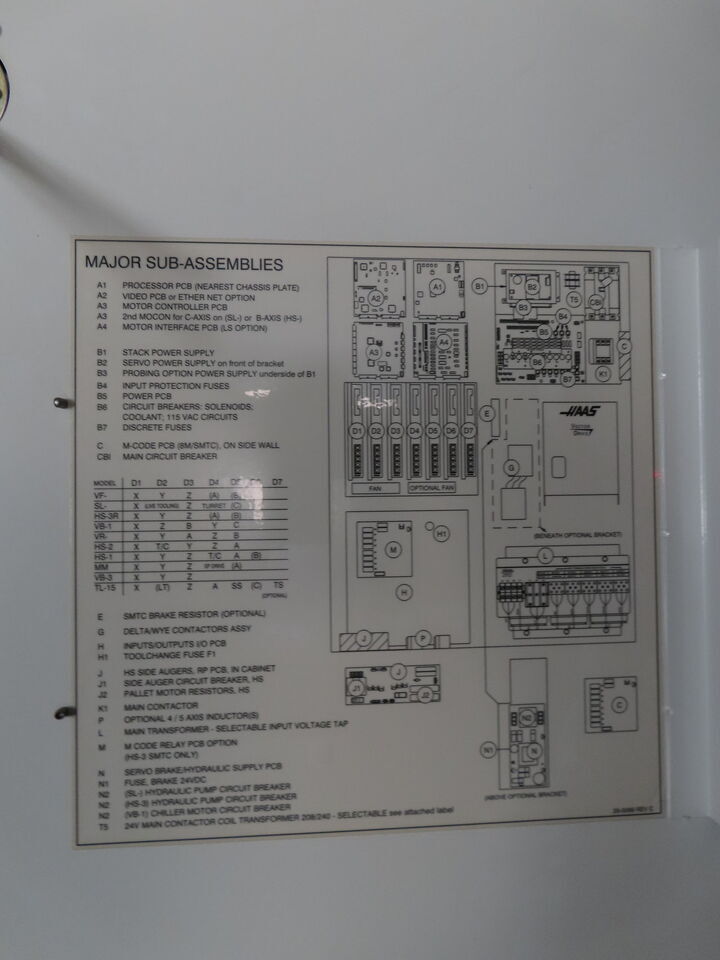 MAJOR SUB-ASSEMBLIES
A1 PROCESSOR PCB (NEAREST CHASSIS PLATE)
A2 VIDEO PCB or ETHER NET OPTION
A3 MOTOR CONTROLLER PCB
A3 2nd MOCON for C-AXIS on (SL-) or B-AXIS (HS-)
A4 MOTOR INTERFACE PCB (LS OPTION)
B1 STACK POWER SUPPLY
B2 SERVO POWER SUPPLY on front of bracket
B3 PROBING OPTION POWER SUPPLY underside of B1
B4 INPUT PROTECTION FUSES
B5 POWER PCB
B6 CIRCUIT BREAKERS: SOLENOIDS;
COOLANT; 115 VAC CIRCUITS
B7 DISCRETE FUSES
C M-CODE PCB (8M/SMTC), ON SIDE WALL
CBI MAIN CIRCUIT BREAKER
MODEL D1 D2 D3 D4 D5 D6 D7
VF- X Y Z (A) (B)
SL- X (LIVE TOOLING) Z TURRET (C)
HS-3R X Y Z (A) (B)
VB-1 X Z B Y C
VR- X Y A Z B
HS-2 X T/C Y Z A
HS-1 X Y Z T/C A (B)
MM X Y Z SP DRIVE (A)
VB-3 X Y Z
TL-15 X (LT) Z A SS (C) TS
(OPTIONAL)
E SMTC BRAKE RESISTOR (OPTIONAL)
G DELTA/WYE CONTACTORS ASSY
H INPUTS/OUTPUTS I/O PCB
H1 TOOLCHANGE FUSE F1
J HS SIDE AUGERS, RP PCB, IN CABINET
J1 SIDE AUGER CIRCUIT BREAKER, HS
J2 PALLET MOTOR RESISTORS, HS
K1 MAIN CONTACTOR
P OPTIONAL 4 / 5 AXIS INDUCTOR(S)
L MAIN TRANSFORMER - SELECTABLE INPUT VOLTAGE TAP
M M CODE RELAY PCB OPTION
(HS-3 SMTC ONLY)
N SERVO BRAKE/HYDRAULIC SUPPLY PCB
N1 FUSE, BRAKE 24VDC
N2 (SL-) HYDRAULIC PUMP CIRCUIT BREAKER
N2 (HS-3) HYDRAULIC PUMP CIRCUIT BREAKER
N2 (VB-1) CHILLER MOTOR CIRCUIT BREAKER
T5 24V MAIN CONTACTOR COIL TRANSFORMER 208/240 - SELECTABLE see attached label
A2 A1
A3 A4
B1 B2 B3 T5 CBI
B4 B5 B6 B7 K1 C
D1 D2 D3 D4 D5 D6 D7
FAN OPTIONAL FAN
E G
HAAS
VECTOR
DRIVE
(BENEATH OPTIONAL BRACKET)
M H1
H
L
J P
J1 J J2
N2
N1 N
M
C
(ABOVE OPTIONAL BRACKET)